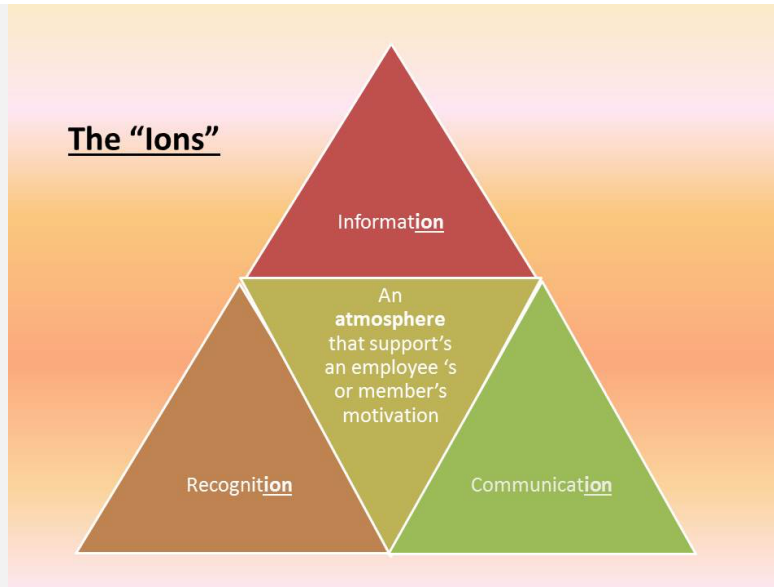 The “Ions”
Information
An
atmosphere
that support’s
an employee ‘s
or member’s
motivation
Recognition
Communication